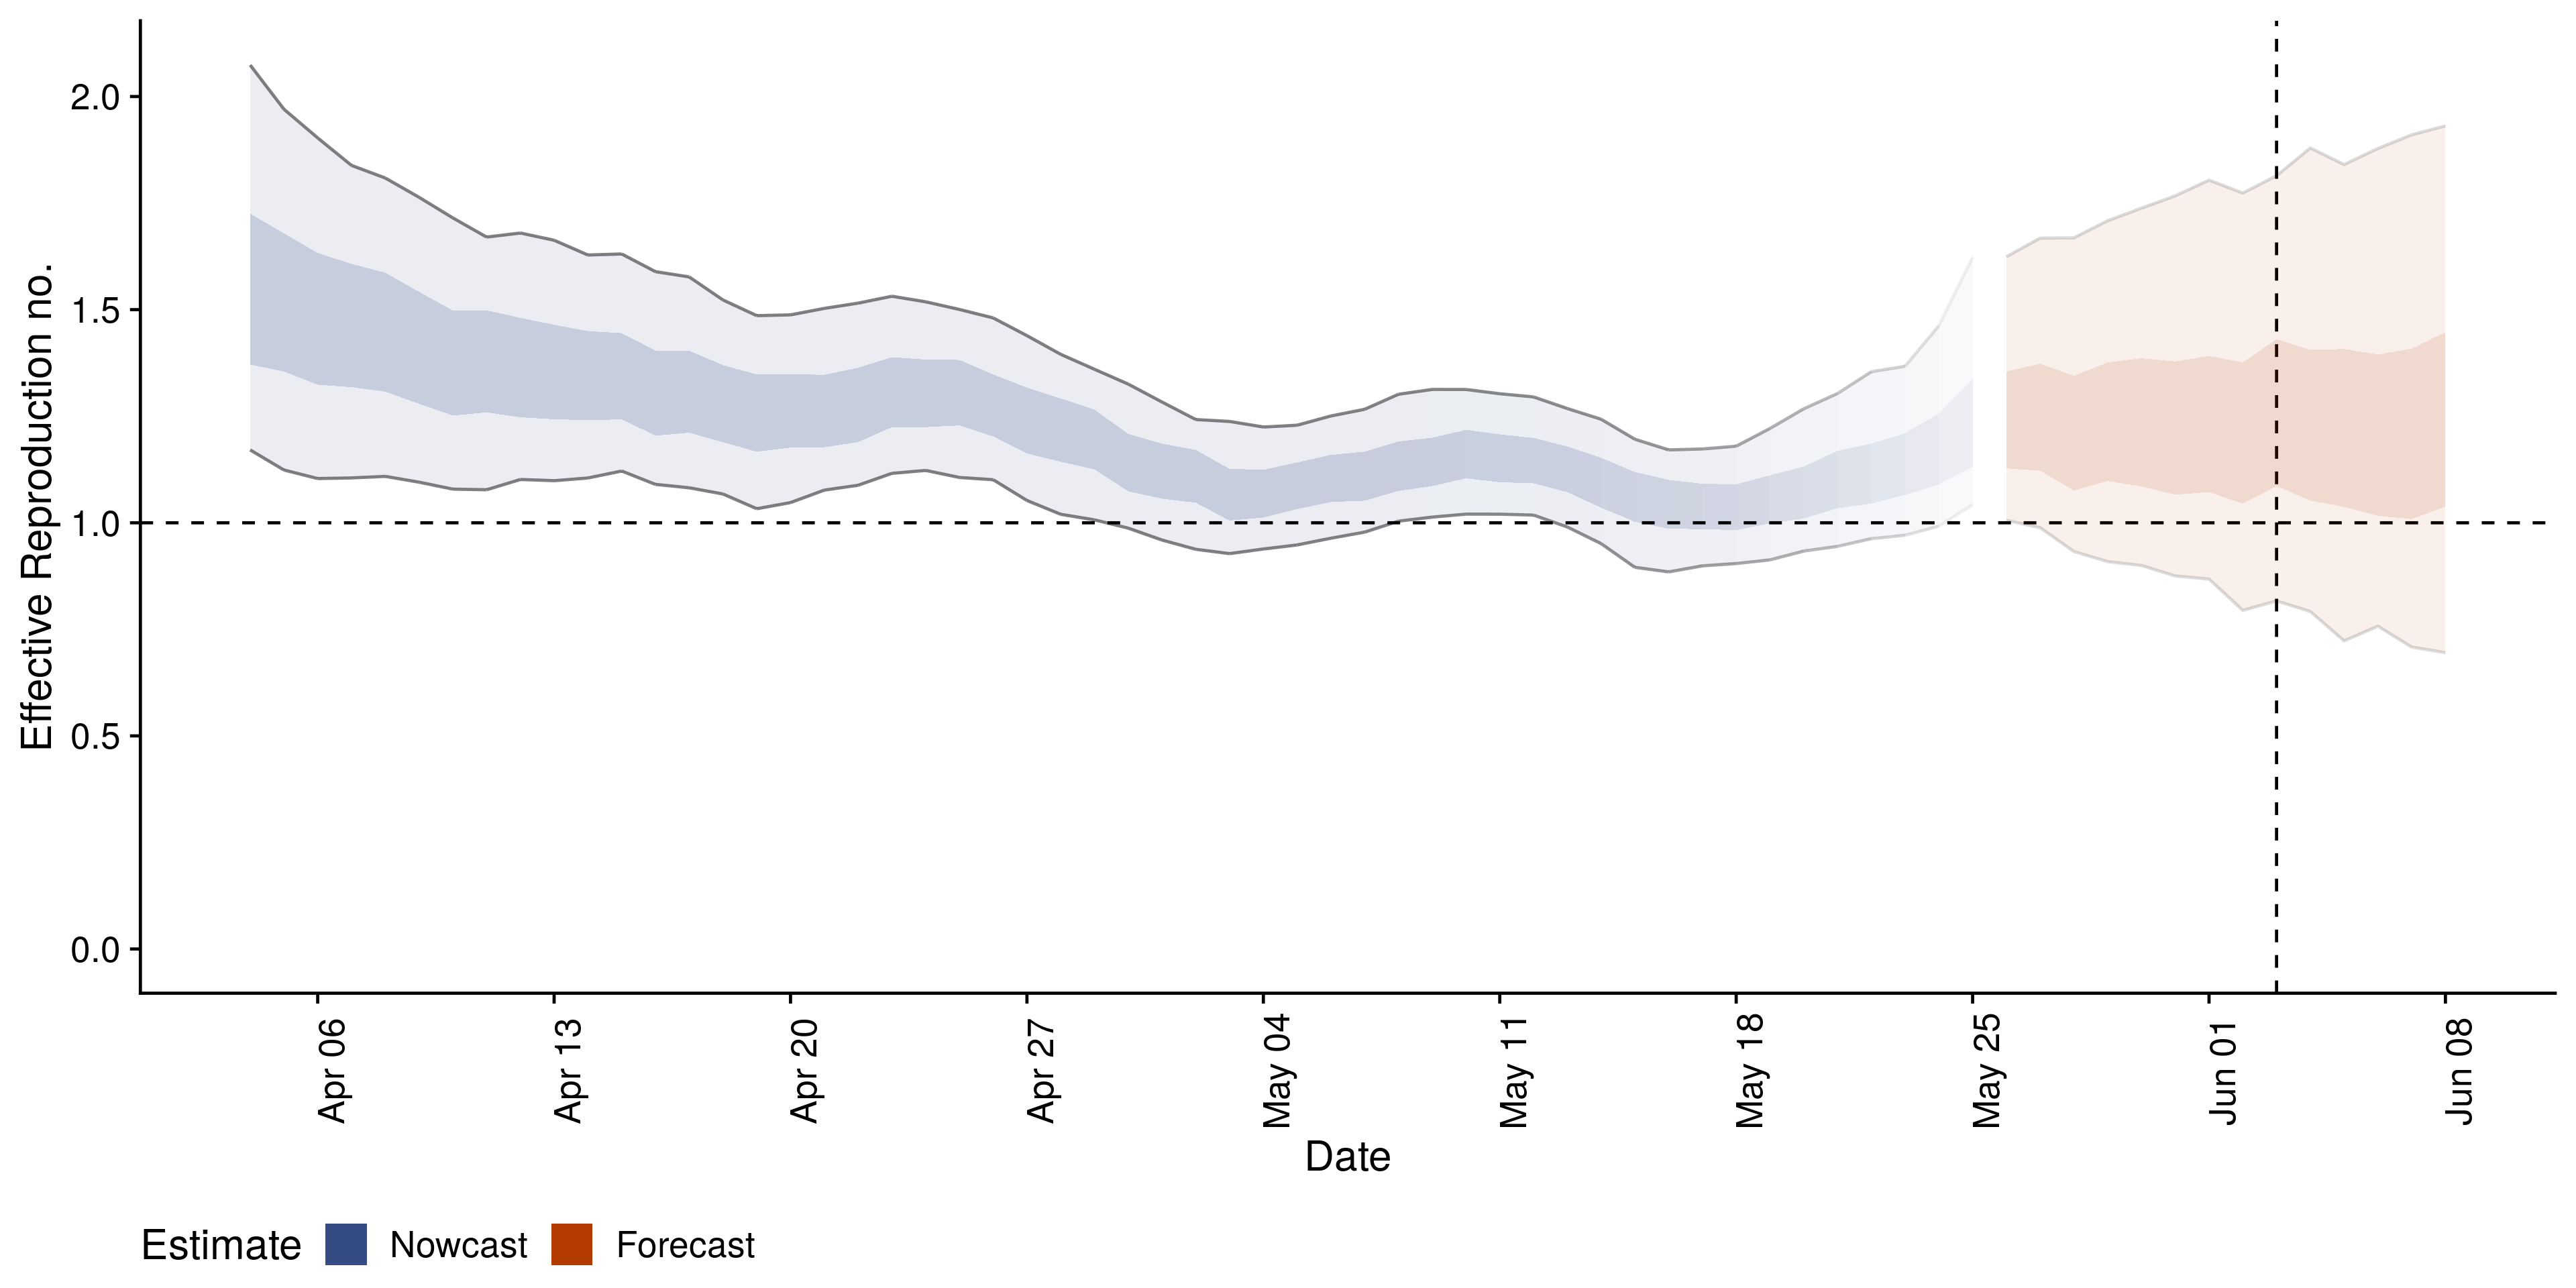 Effective Reproduction no.
2.0
1.5
1.0
0.5
0.0
Apr 06
Apr 13
Apr 20
Apr 27
May 04
May 11
May 18
May 25
Jun 01
Jun 08
Date
Estimate Nowcast Forecast